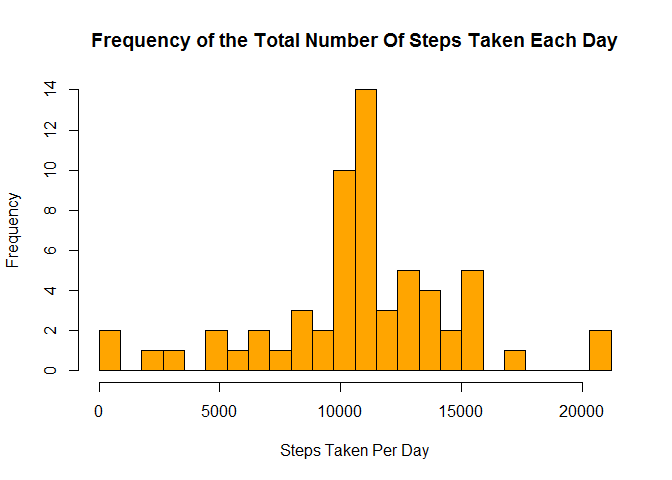 Frequency of the Total Number Of Steps Taken Each Day
Frequency
14
12
10
8
6
4
2
0
0 5000 10000 15000 20000
Steps Taken Per Day